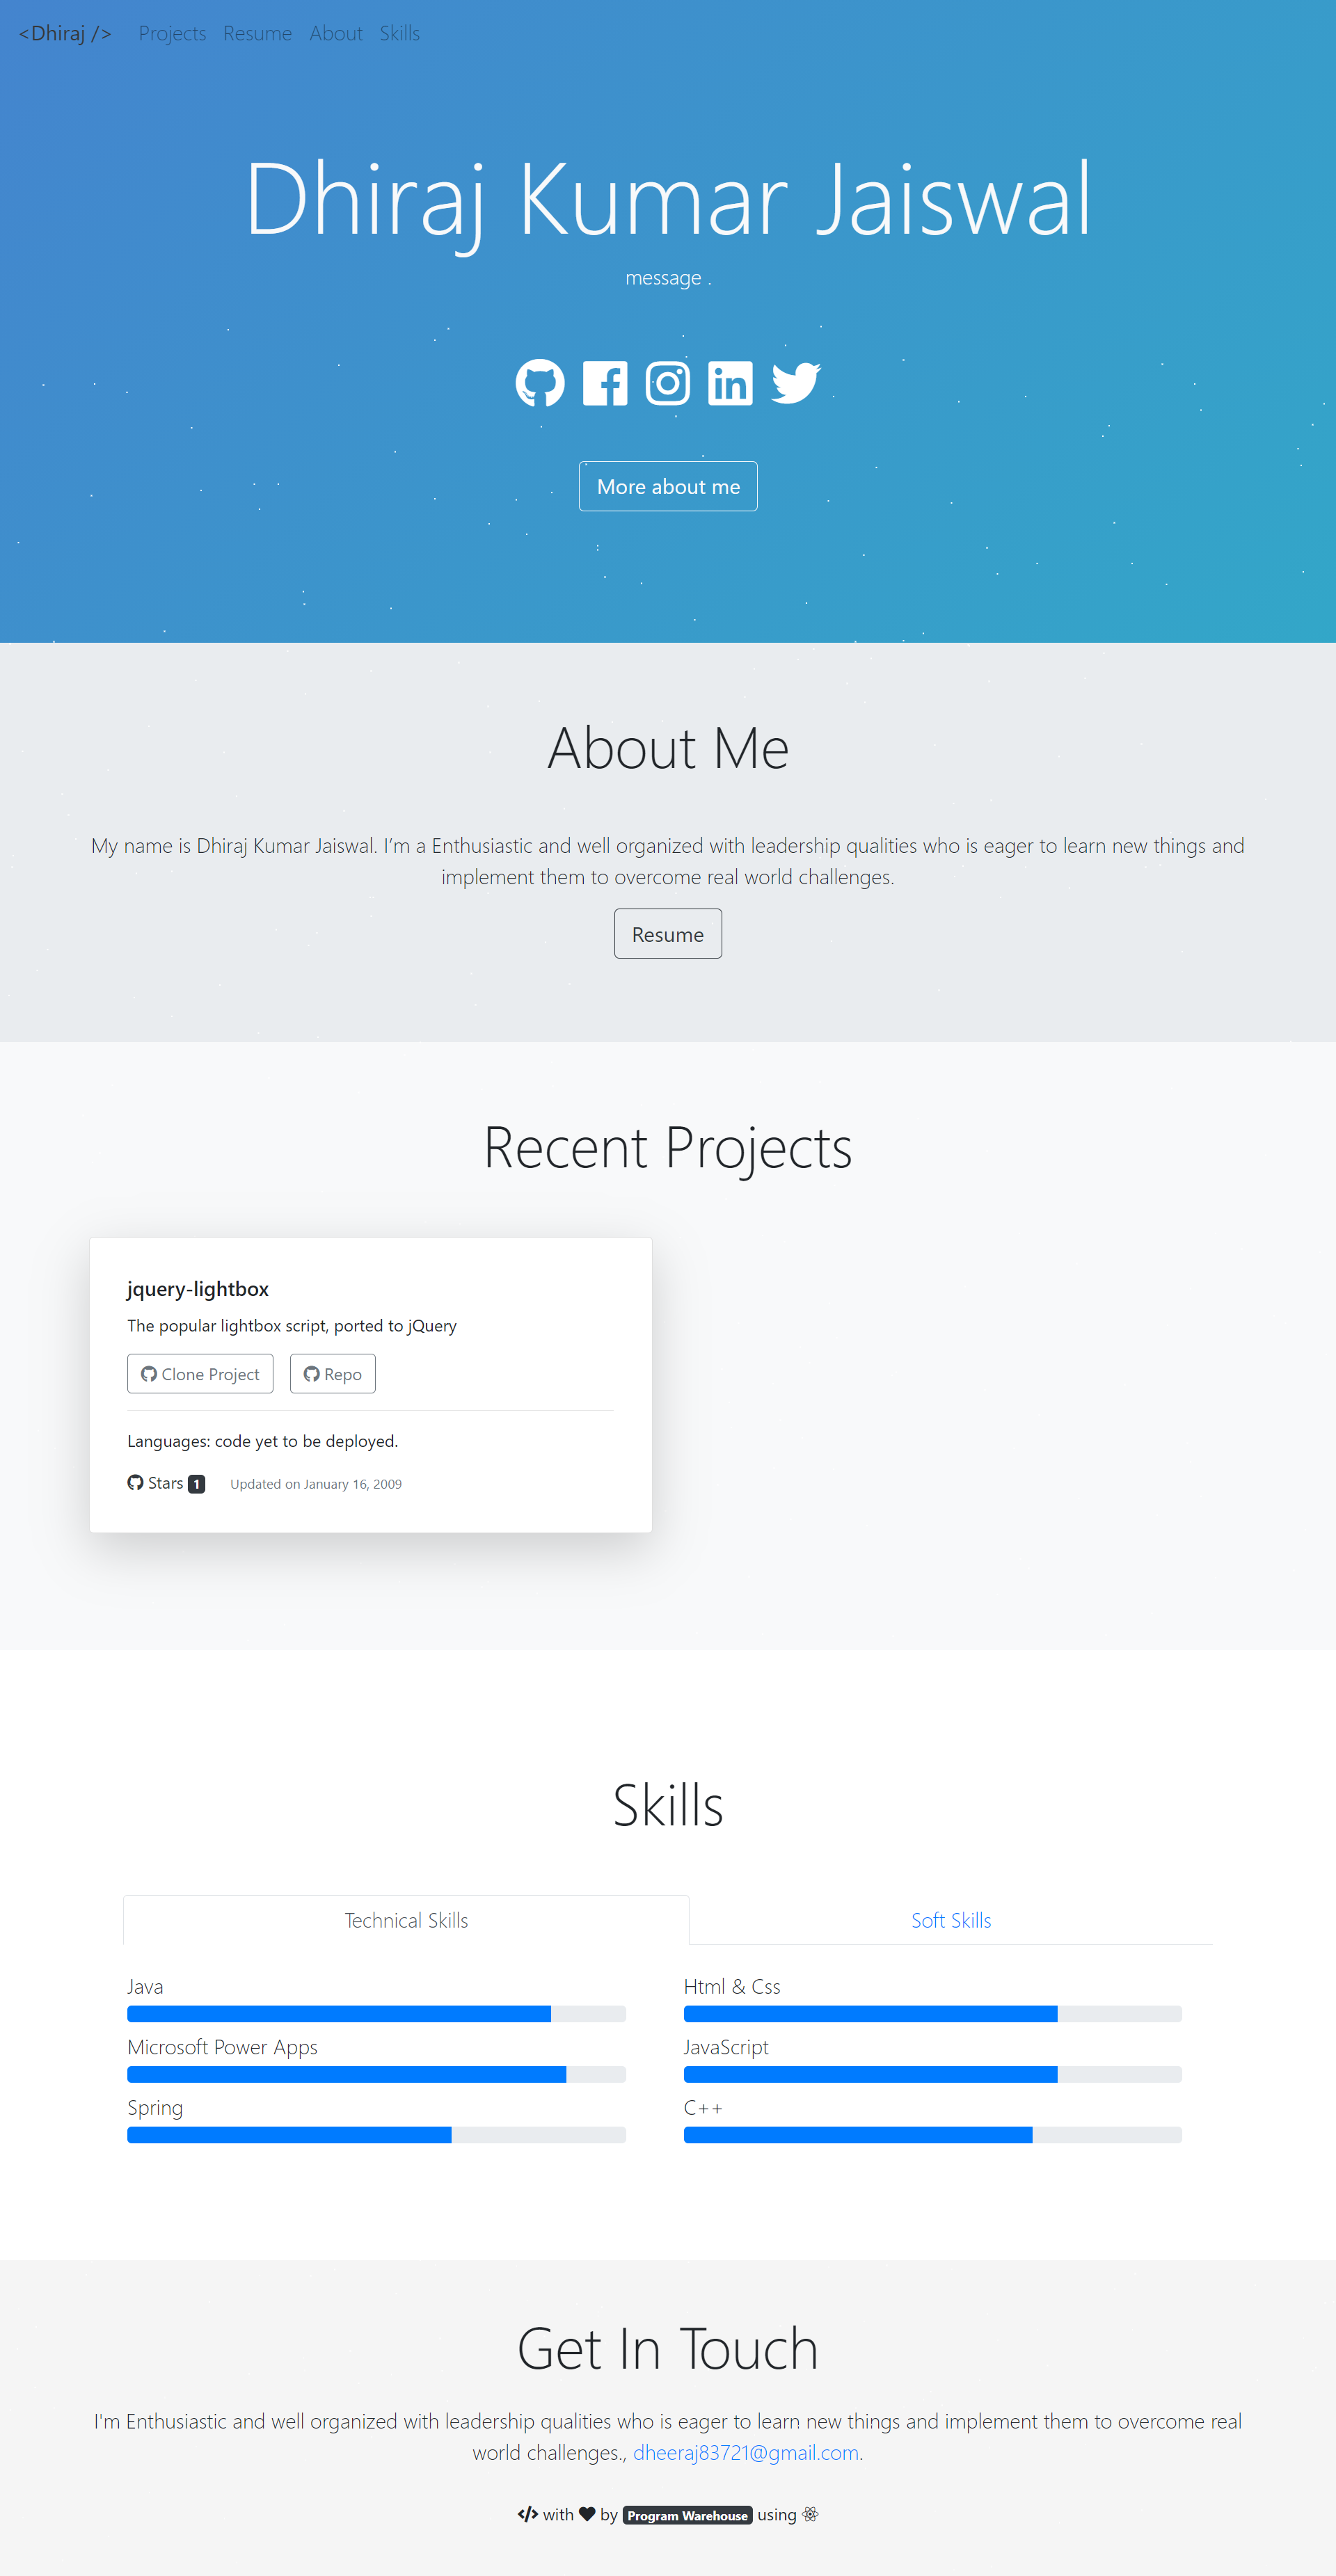 <Dhiraj /> Projects Resume About Skills
Dhiraj Kumar Jaiswal
message .
More about me
About Me
My name is Dhiraj Kumar Jaiswal. I’m a Enthusiastic and well organized with leadership qualities who is eager to learn new things and
implement them to overcome real world challenges.
Resume
Recent Projects
jquery-lightbox
The popular lightbox script, ported to jQuery
Clone Project Repo
Languages: code yet to be deployed.
Stars 1 Updated on January 16, 2009
Skills
Technical Skills Soft Skills
Java Html & Css
Microsoft Power Apps JavaScript
Spring C++
Get In Touch
I'm Enthusiastic and well organized with leadership qualities who is eager to learn new things and implement them to overcome real
world challenges., dheeraj83721@gmail.com.
</> with ♥ by Program Warehouse using